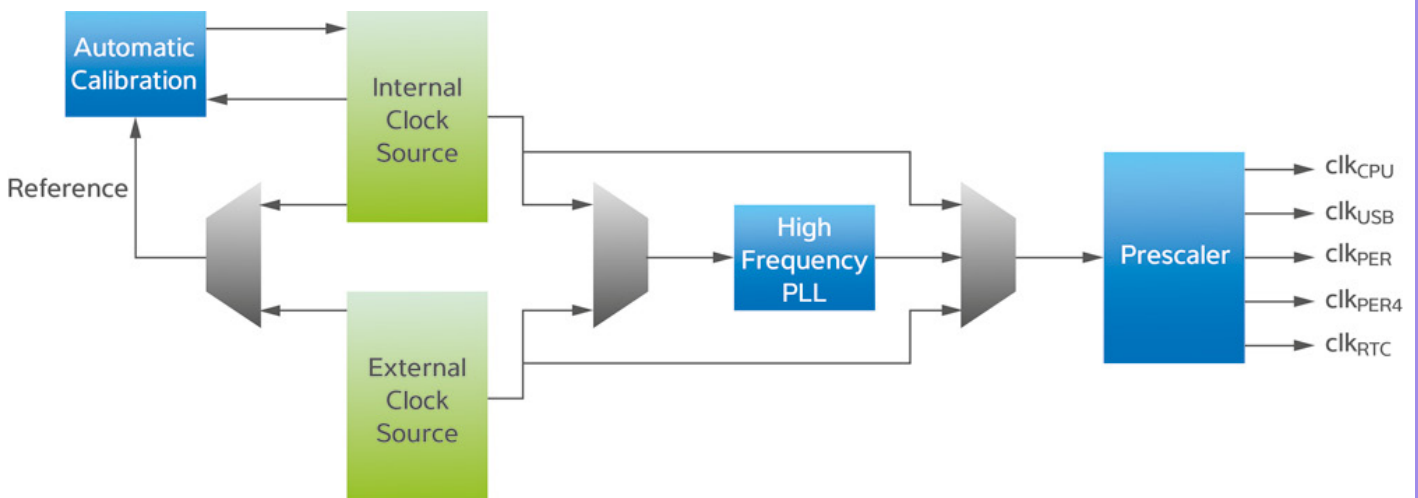 Automatic
Calibration
Internal
Clock
Source
Reference
High
Frequency
PLL
External
Clock
Source
Prescaler
clkCPU
clkUSB
clkPER
clkPER4
clkRTC